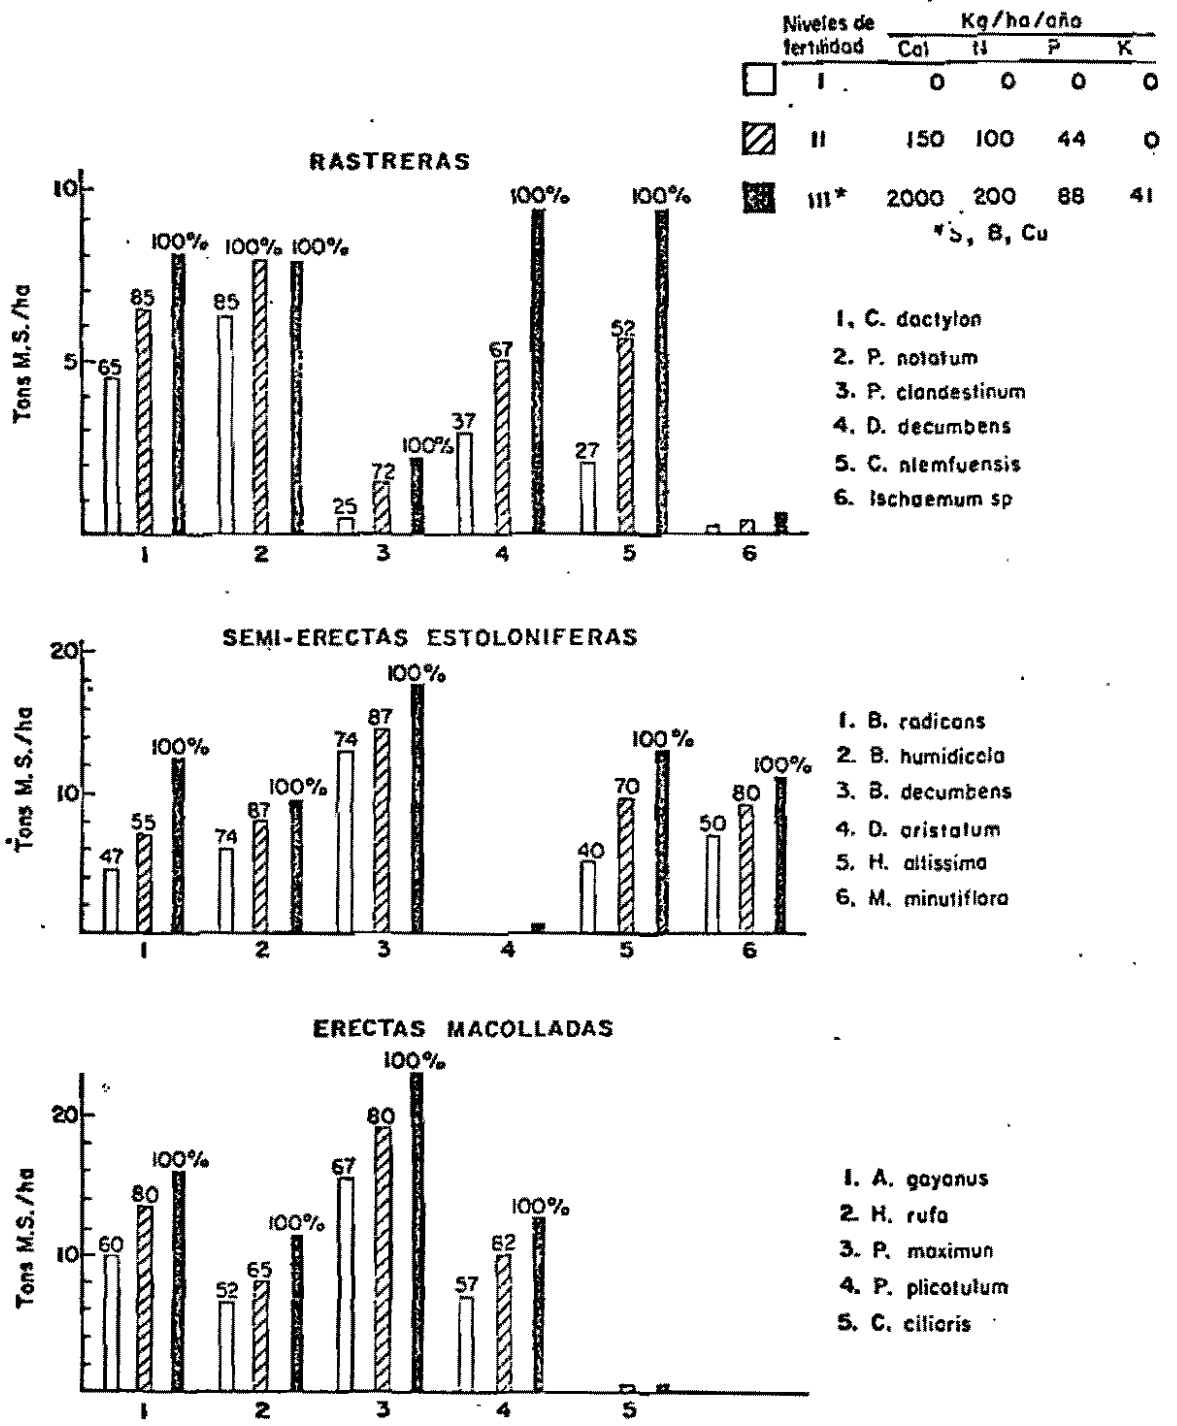 Niveles de fertilidad Kg/ha/año
Cal N P K
I 0 0 0 0
II 150 100 44 0
III* 2000 200 88 41
*S, B, Cu
RASTRERAS
Tons M.S./ha
10
5
65 85 100%
85 100% 100%
25 72 100%
37 67 100%
27 52 100%
1 2 3 4 5 6
1. C. dactylon
2. P. notatum
3. P. clandestinum
4. D. decumbens
5. C. nlemfuensis
6. Ischaemum sp
SEMI-ERECTAS ESTOLONIFERAS
Tons M.S./ha
20
10
47 55 100%
74 87 100%
74 87 100%
40 70 100%
50 80 100%
1 2 3 4 5 6
1. B. radicans
2. B. humidicola
3. B. decumbens
4. D. aristatum
5. H. altissima
6. M. minutiflora
ERECTAS MACOLLADAS
Tons M.S./ha
20
10
60 80 100%
52 65 100%
67 80 100%
57 82 100%
1 2 3 4 5
1. A. gayanus
2. H. rufa
3. P. maximun
4. P. plicatulum
5. C. ciliaris